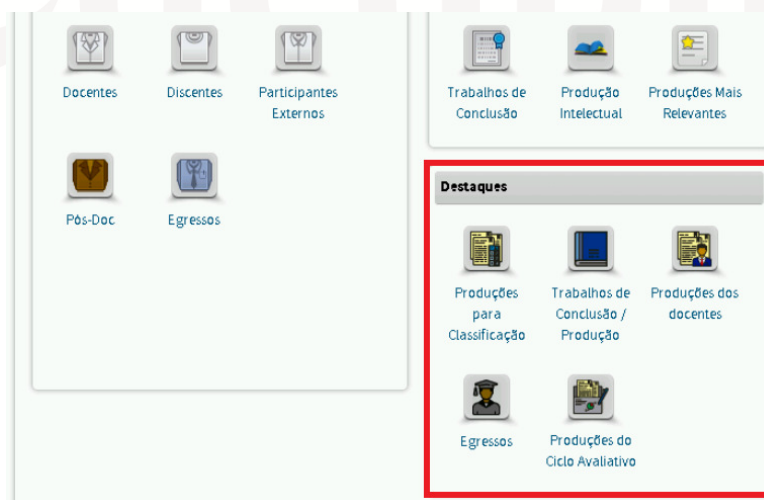 Docentes
Discentes
Participantes
Externos
Pós-Doc
Egressos
Trabalhos de
Conclusão
Produção
Intelectual
Produções Mais
Relevantes
Destaques
Produções
para
Classificação
Trabalhos de
Conclusão /
Produção
Produções dos
docentes
Egressos
Produções do
Ciclo Avaliativo